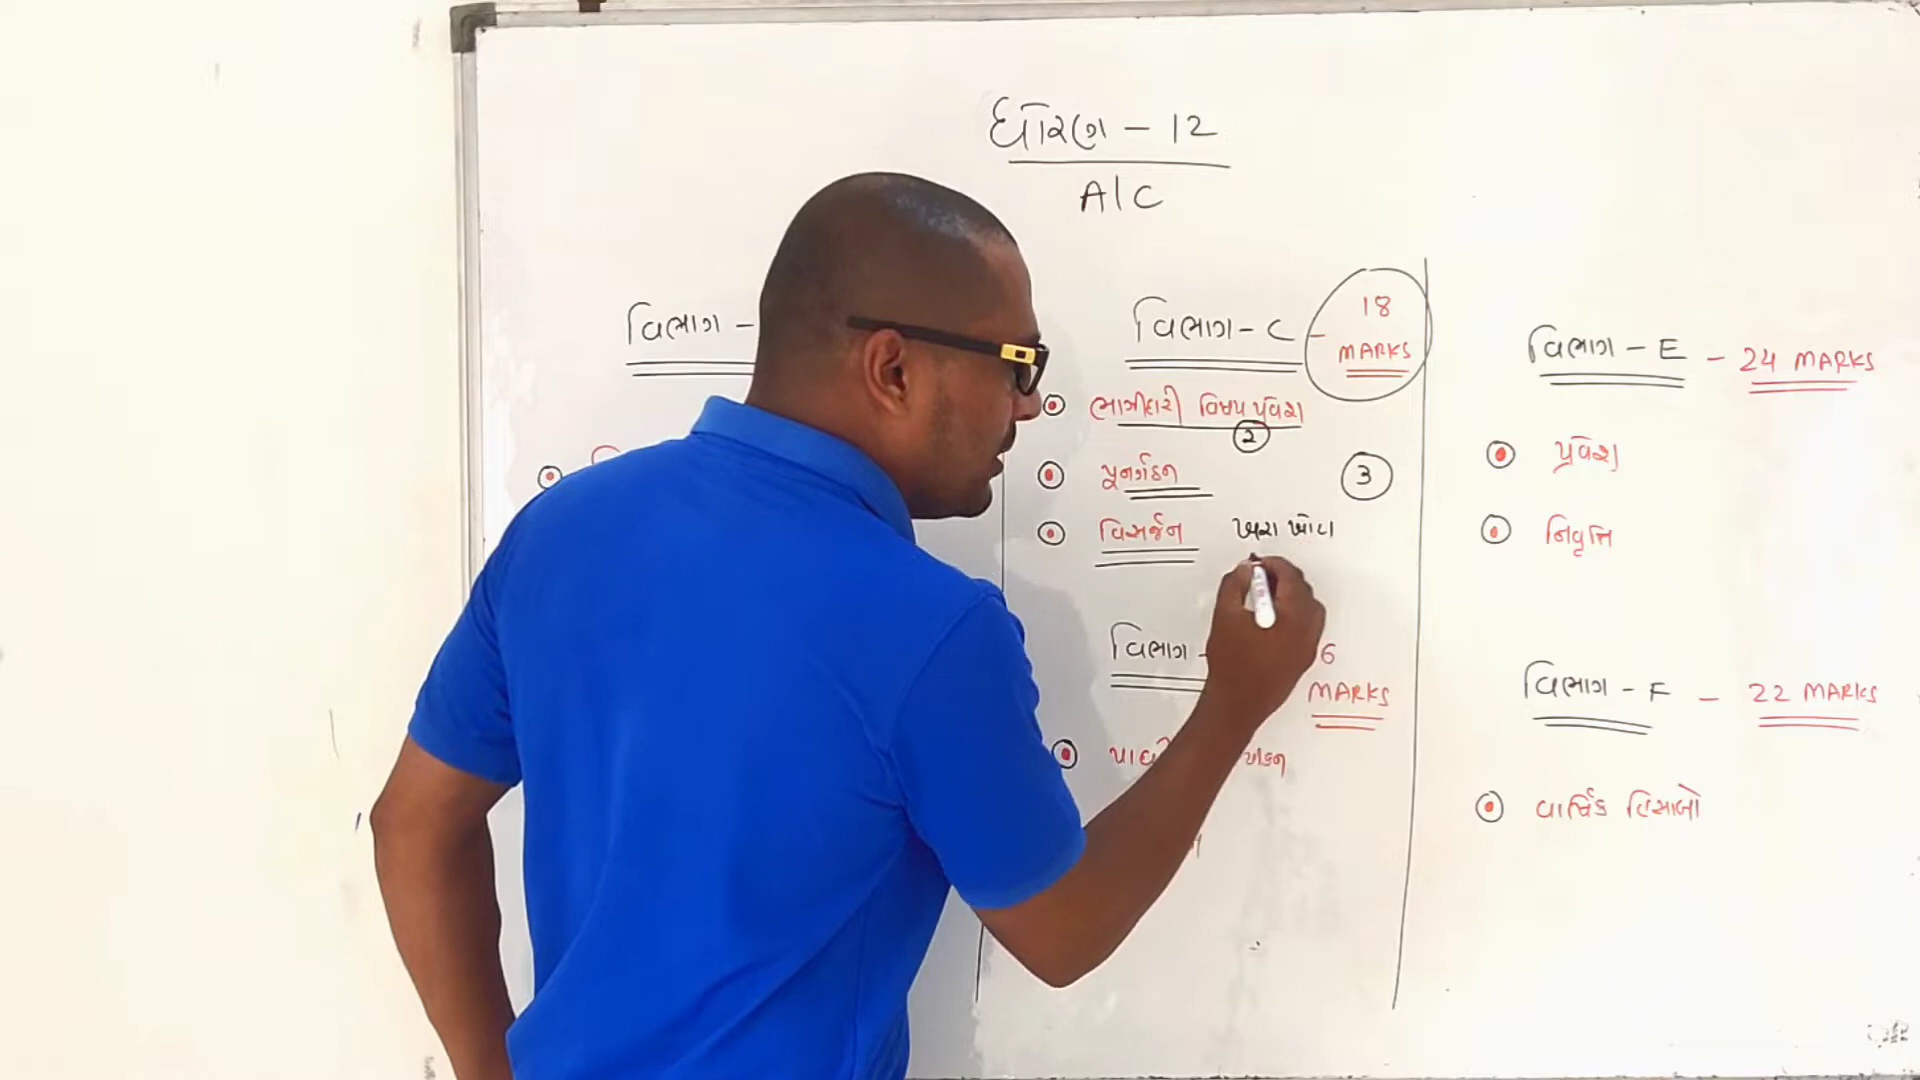 ધોરણ - 12
A/C
વિભાગ -
વિભાગ - C - 18 MARKS
ભાગીદારી વિષય પ્રવેશ
2
પૂનર્ગઠન
3
વિસર્જન ખરા ખોટા
વિભાગ - 6 MARKS
વિભાગ - E - 24 MARKS
પ્રવેશ
નિવૃત્તિ
વિભાગ - F - 22 MARKS
વાર્ષિક હિસાબો